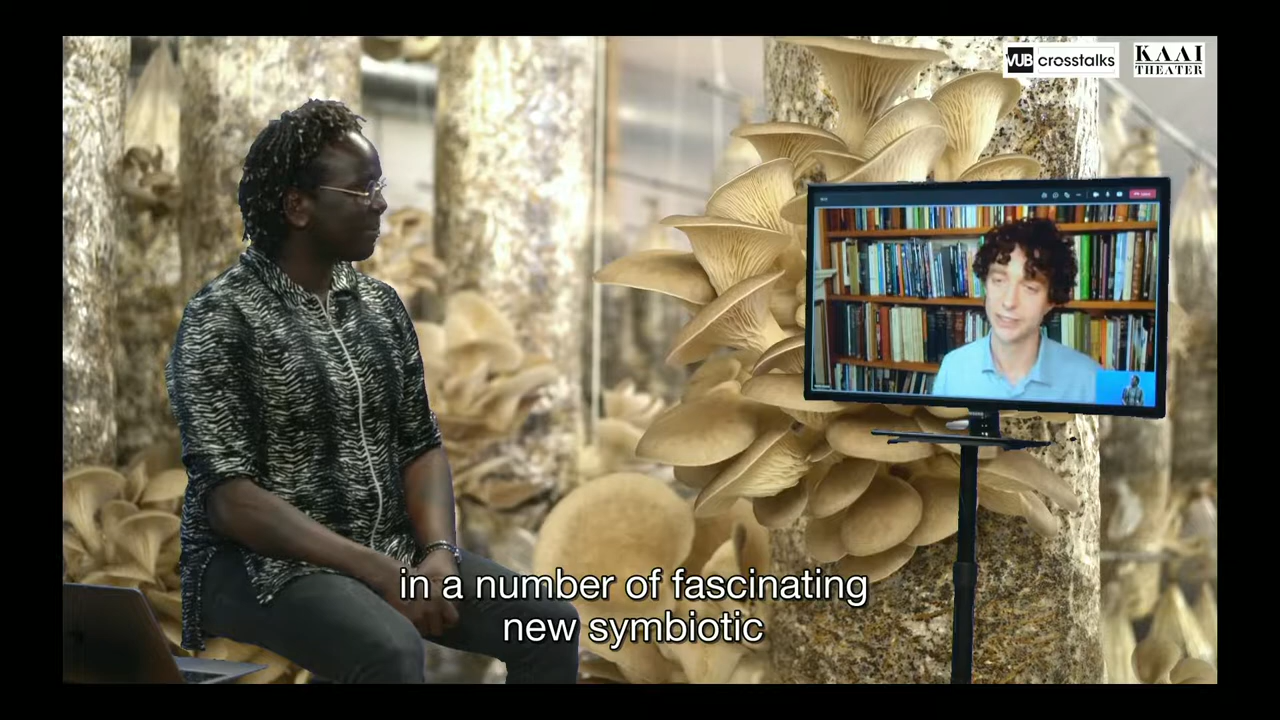 VUB crosstalks
KAAI
THEATER
in a number of fascinating
new symbiotic